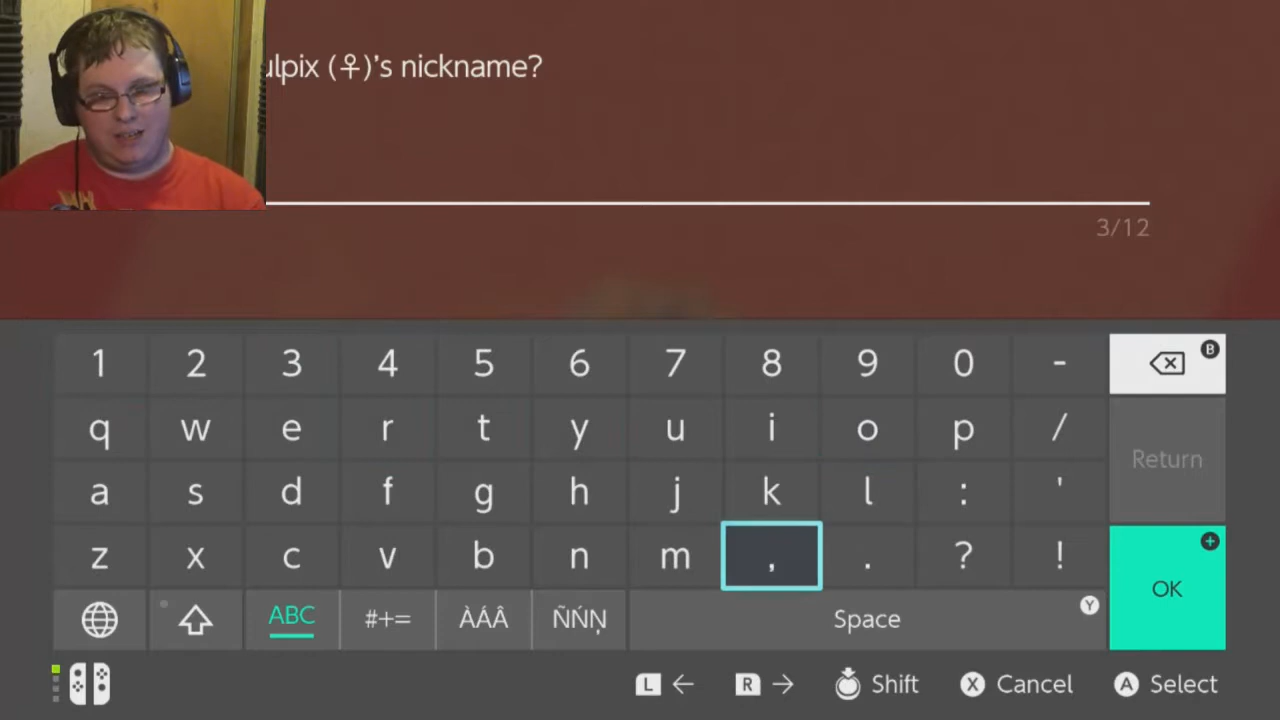 ulpix (♀)'s nickname?
3/12
1 2 3 4 5 6 7 8 9 0 - B
q w e r t y u i o p / Return
a s d f g h j k l : '
z x c v b n m , . ? ! + OK
ABC #+= ÀÁÂ ÑŃŅ Space Y
L ← R → Shift X Cancel A Select